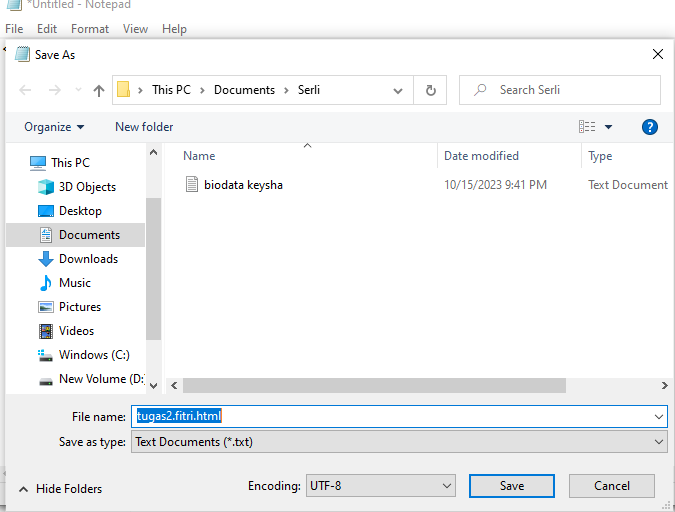 *Untitled - Notepad
File Edit Format View Help
Save As
This PC Documents Serli
Search Serli
Organize New folder
Name Date modified Type
biodata keysha 10/15/2023 9:41 PM Text Document
This PC
3D Objects
Desktop
Documents
Downloads
Music
Pictures
Videos
Windows (C:)
New Volume (D:
File name: tugas2.fitri.html
Save as type: Text Documents (*.txt)
Hide Folders
Encoding: UTF-8
Save
Cancel